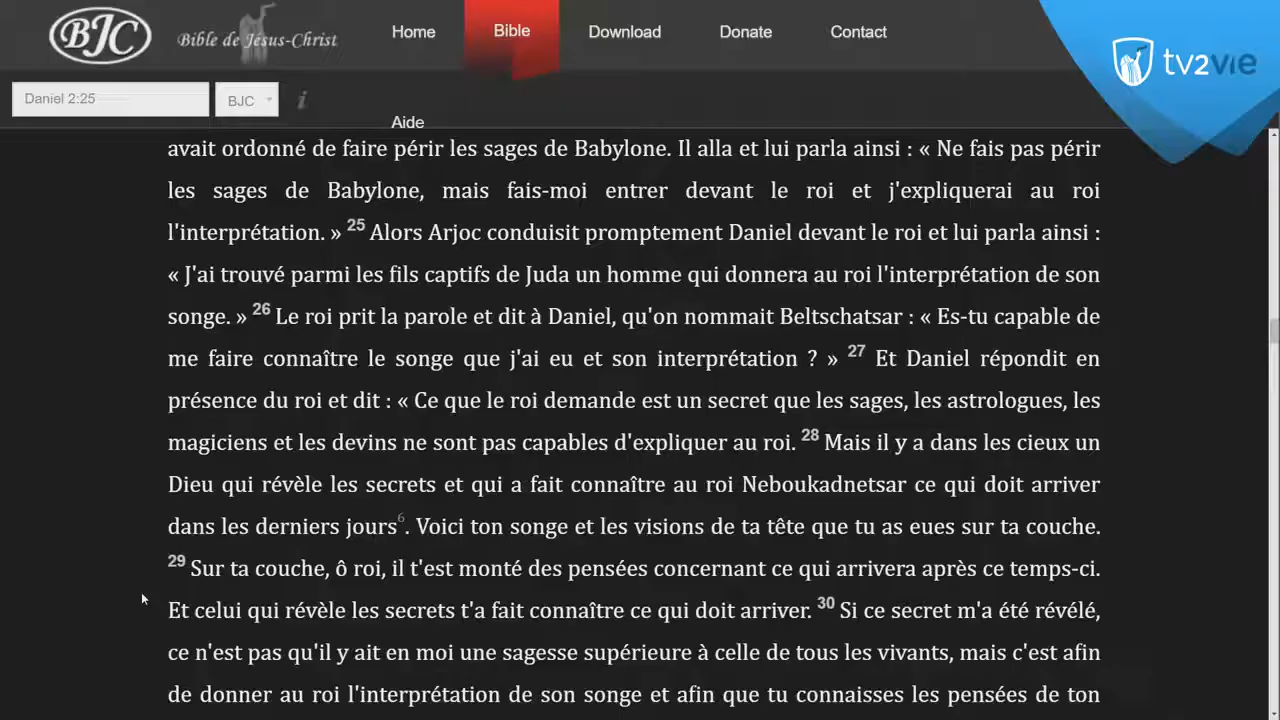 BJC
Bible de Jésus-Christ
Home
Bible
Download
Donate
Contact
tv2vie
Daniel 2:25
BJC
i
Aide
avait ordonné de faire périr les sages de Babylone. Il alla et lui parla ainsi : « Ne fais pas périr
les sages de Babylone, mais fais-moi entrer devant le roi et j'expliquerai au roi
l'interprétation. » 25 Alors Arjoc conduisit promptement Daniel devant le roi et lui parla ainsi :
« J'ai trouvé parmi les fils captifs de Juda un homme qui donnera au roi l'interprétation de son
songe. » 26 Le roi prit la parole et dit à Daniel, qu'on nommait Beltschatsar : « Es-tu capable de
me faire connaître le songe que j'ai eu et son interprétation ? » 27 Et Daniel répondit en
présence du roi et dit : « Ce que le roi demande est un secret que les sages, les astrologues, les
magiciens et les devins ne sont pas capables d'expliquer au roi. 28 Mais il y a dans les cieux un
Dieu qui révèle les secrets et qui a fait connaître au roi Neboukadnetsar ce qui doit arriver
dans les derniers jours6. Voici ton songe et les visions de ta tête que tu as eues sur ta couche.
29 Sur ta couche, ô roi, il t'est monté des pensées concernant ce qui arrivera après ce temps-ci.
Et celui qui révèle les secrets t'a fait connaître ce qui doit arriver. 30 Si ce secret m'a été révélé,
ce n'est pas qu'il y ait en moi une sagesse supérieure à celle de tous les vivants, mais c'est afin
de donner au roi l'interprétation de son songe et afin que tu connaisses les pensées de ton